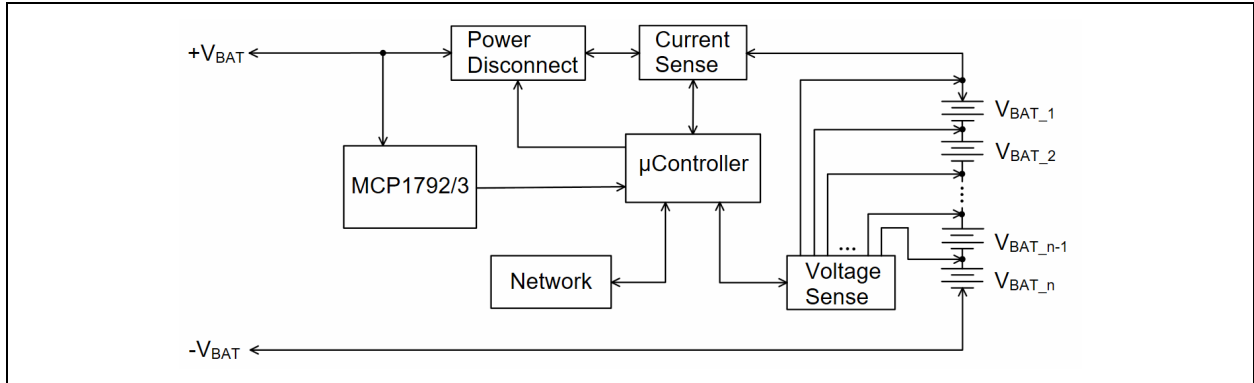 +VBAT
Power
Disconnect
Current
Sense
VBAT_1
VBAT_2
MCP1792/3
µController
VBAT_n-1
VBAT_n
Network
...
Voltage
Sense
-VBAT